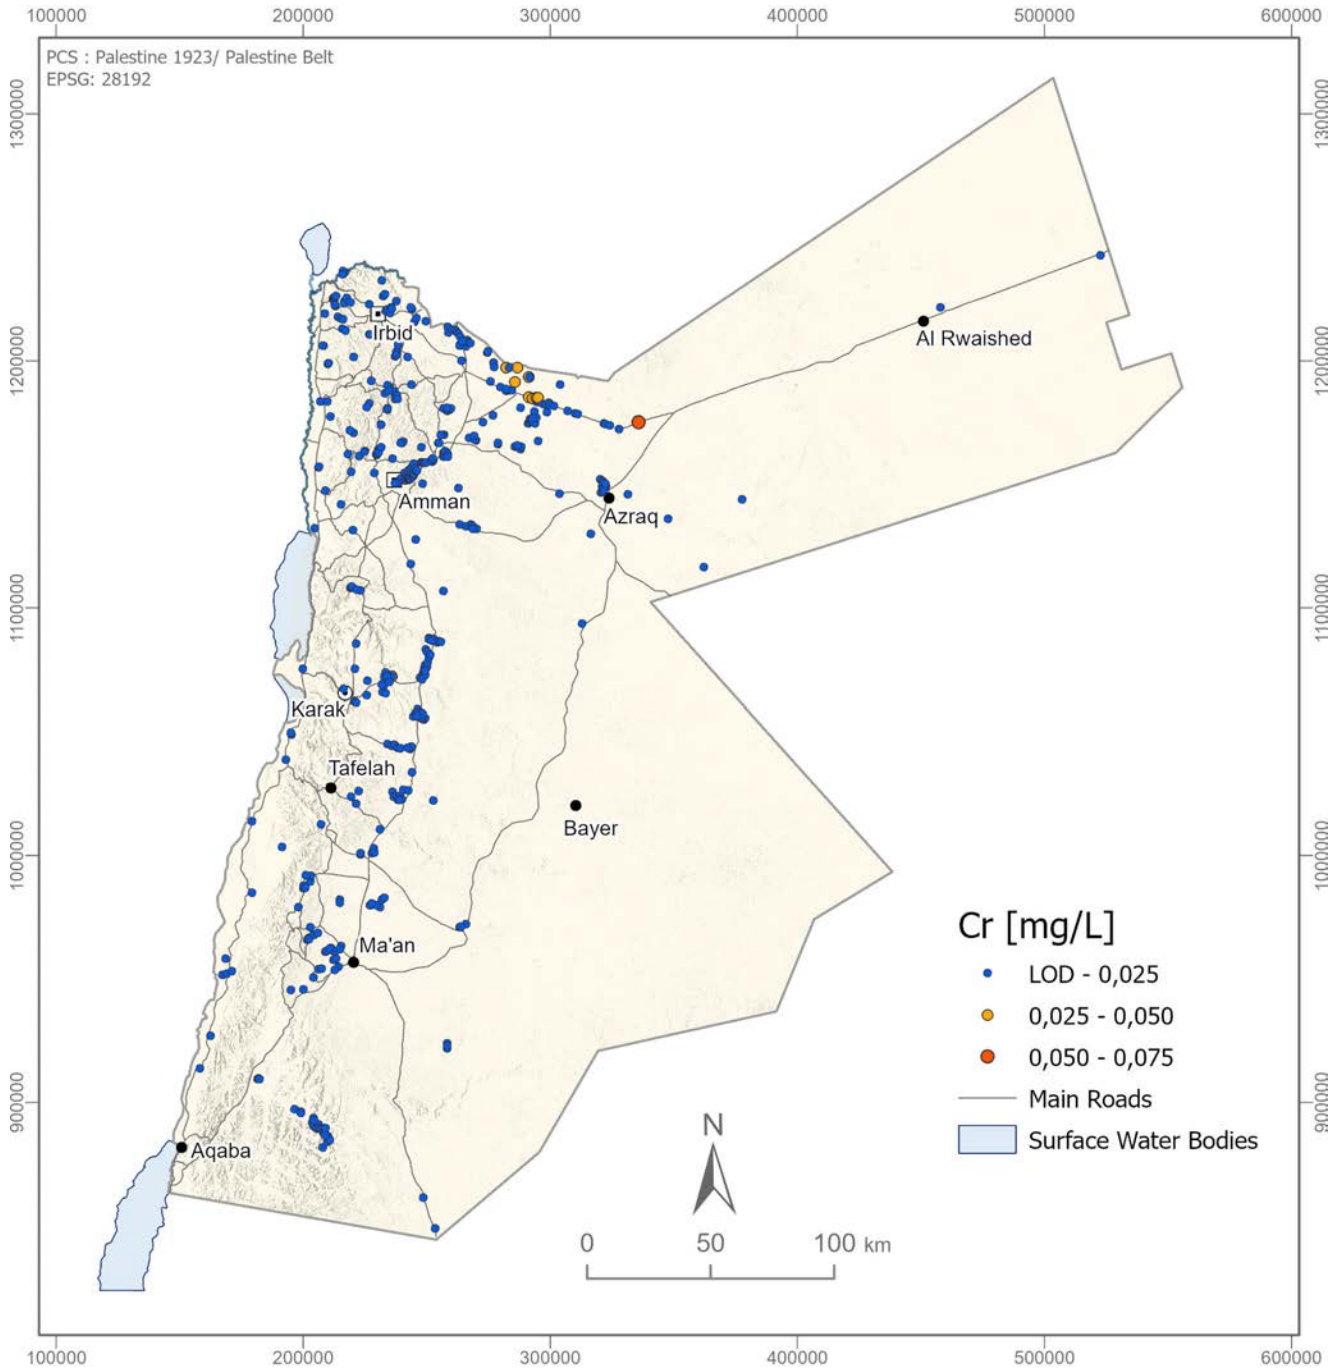 100000 200000 300000 400000 500000 600000
PCS : Palestine 1923/ Palestine Belt
EPSG: 28192
1300000 1300000
Irbid
Al Rwaished
1200000 1200000
Amman
Azraq
1100000 1100000
Karak
Tafelah
Bayer
1000000 1000000
Ma'an
Cr [mg/L]
LOD - 0,025
0,025 - 0,050
0,050 - 0,075
Main Roads
Surface Water Bodies
900000 900000
Aqaba
N
0 50 100 km
100000 200000 300000 400000 500000 600000